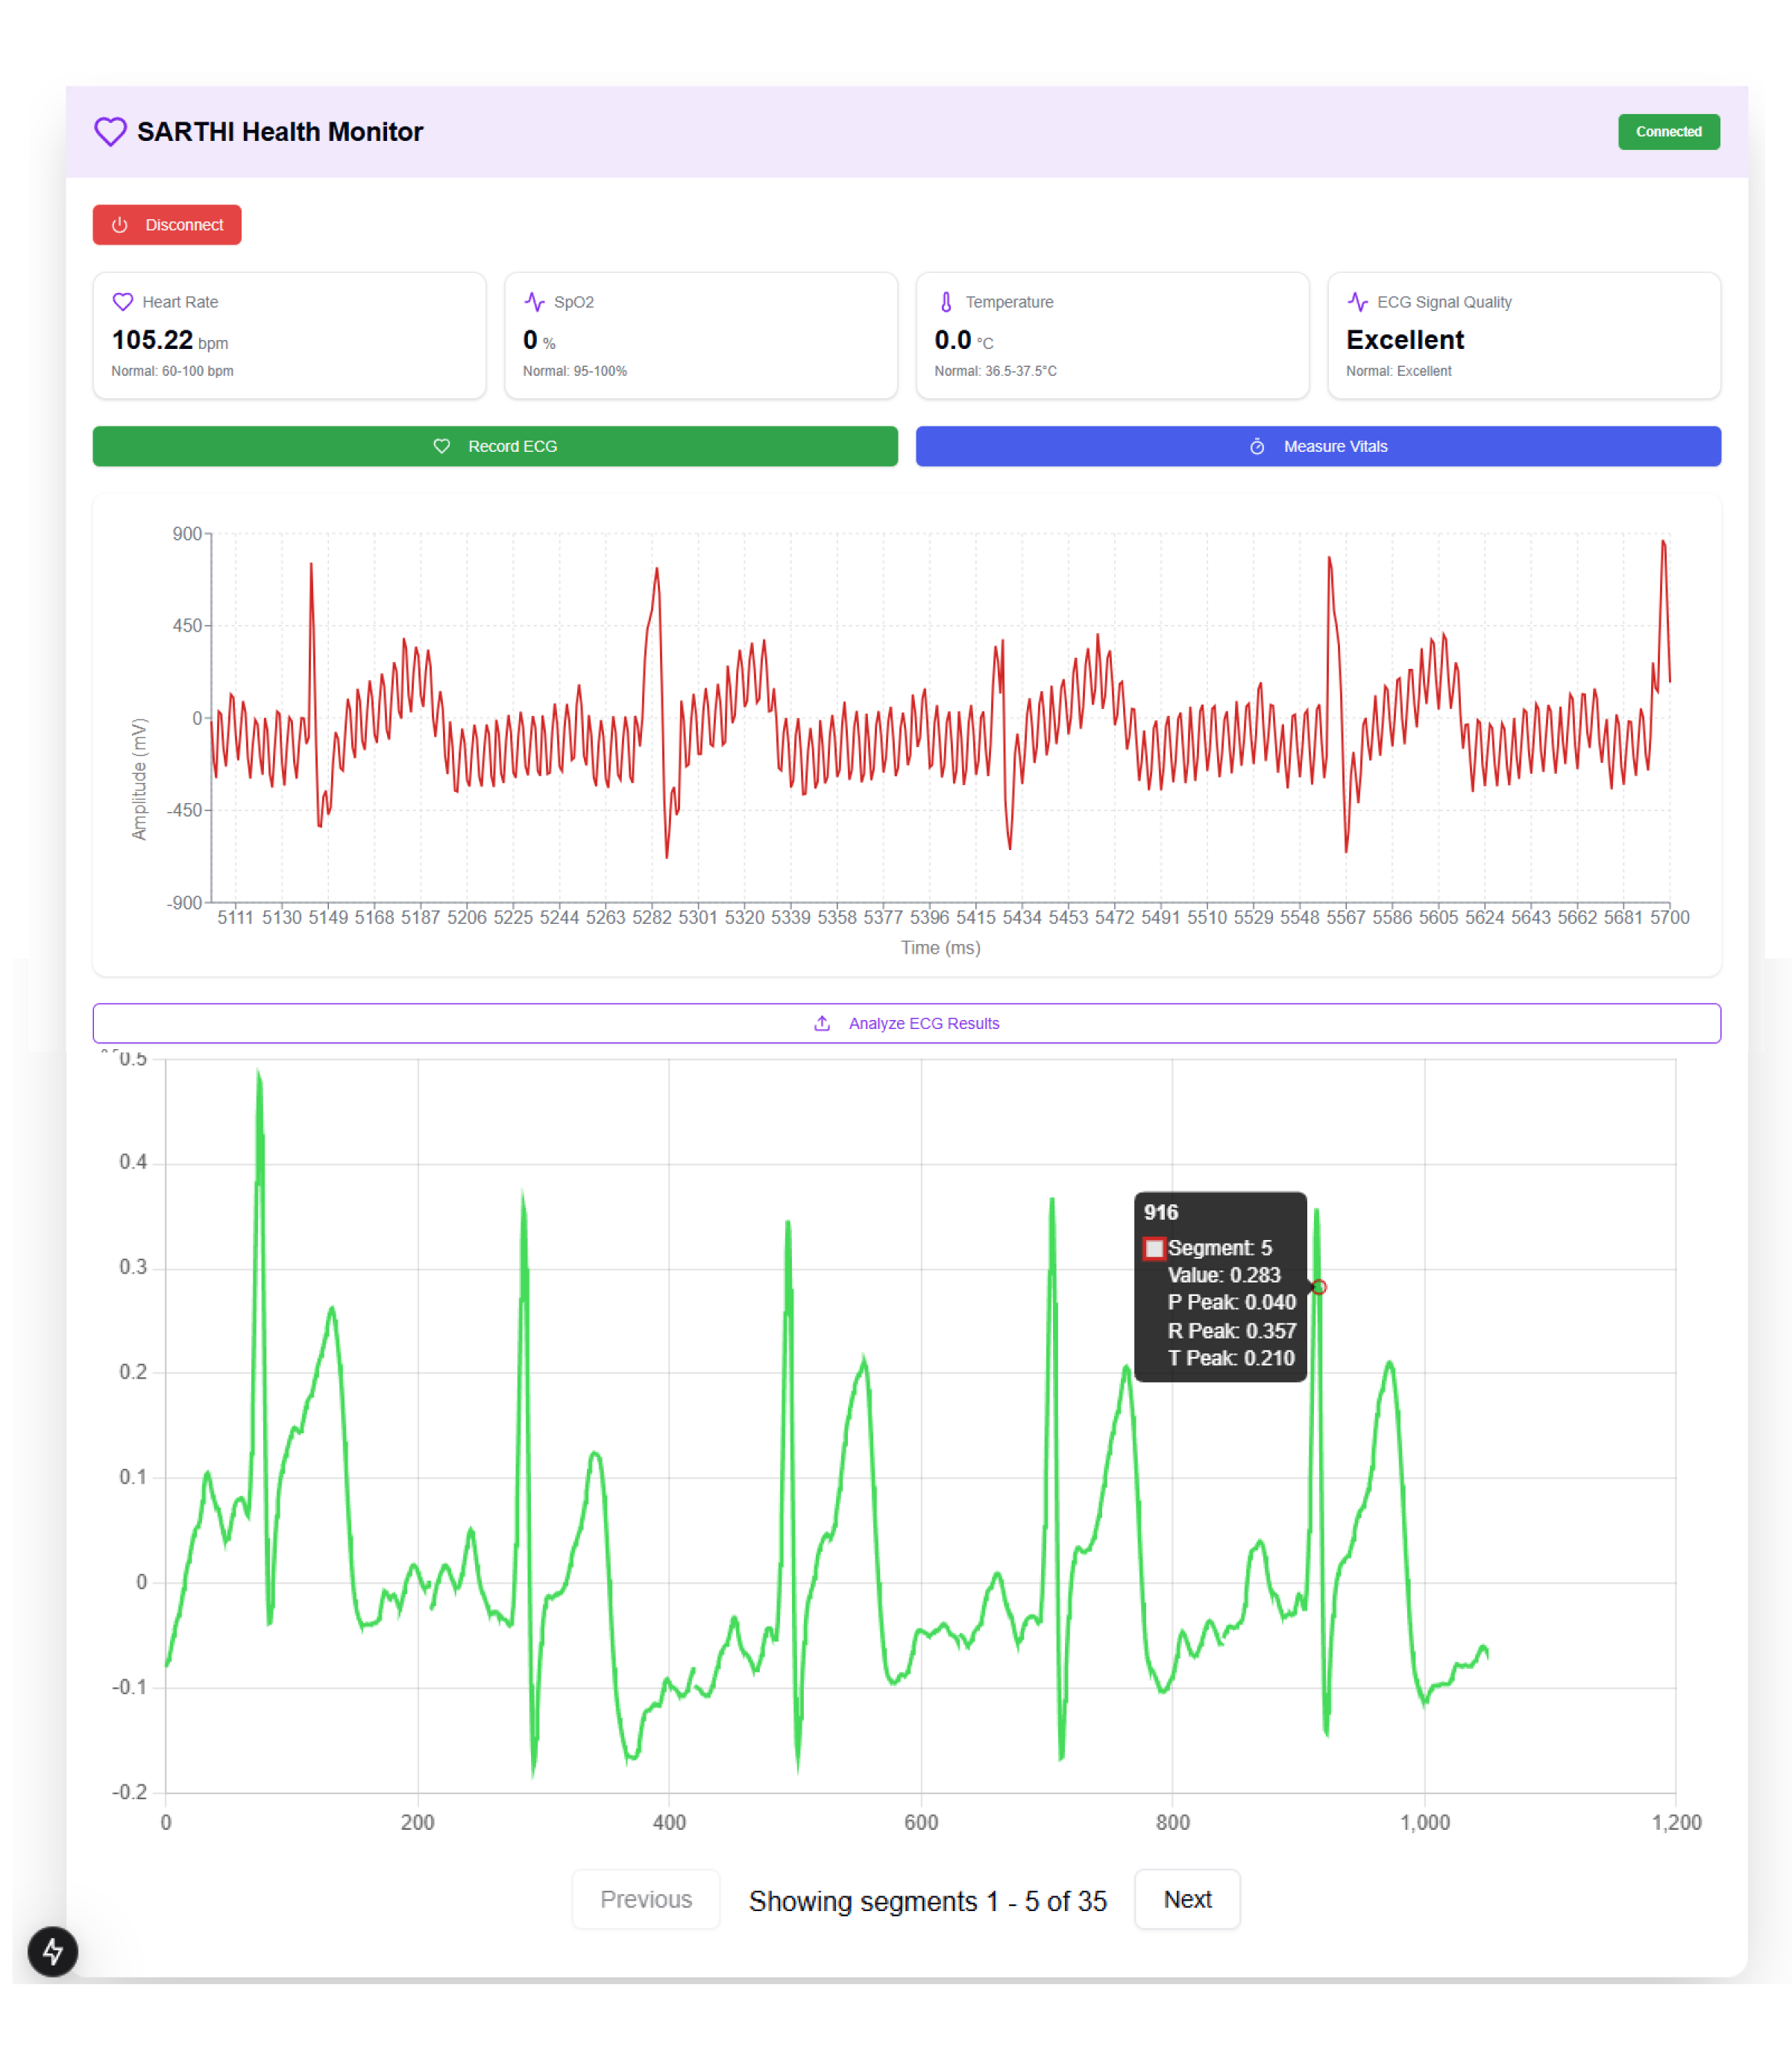 SARTHI Health Monitor
Connected
Disconnect
Heart Rate
105.22 bpm
Normal: 60-100 bpm
SpO2
0 %
Normal: 95-100%
Temperature
0.0 °C
Normal: 36.5-37.5°C
ECG Signal Quality
Excellent
Normal: Excellent
Record ECG
Measure Vitals
900
450
0
-450
-900
Amplitude (mV)
5111 5130 5149 5168 5187 5206 5225 5244 5263 5282 5301 5320 5339 5358 5377 5396 5415 5434 5453 5472 5491 5510 5529 5548 5567 5586 5605 5624 5643 5662 5681 5700
Time (ms)
Analyze ECG Results
0.5
0.4
0.3
0.2
0.1
0
-0.1
-0.2
916
Segment: 5
Value: 0.283
P Peak: 0.040
R Peak: 0.357
T Peak: 0.210
0 200 400 600 800 1,000 1,200
Previous
Showing segments 1 - 5 of 35
Next